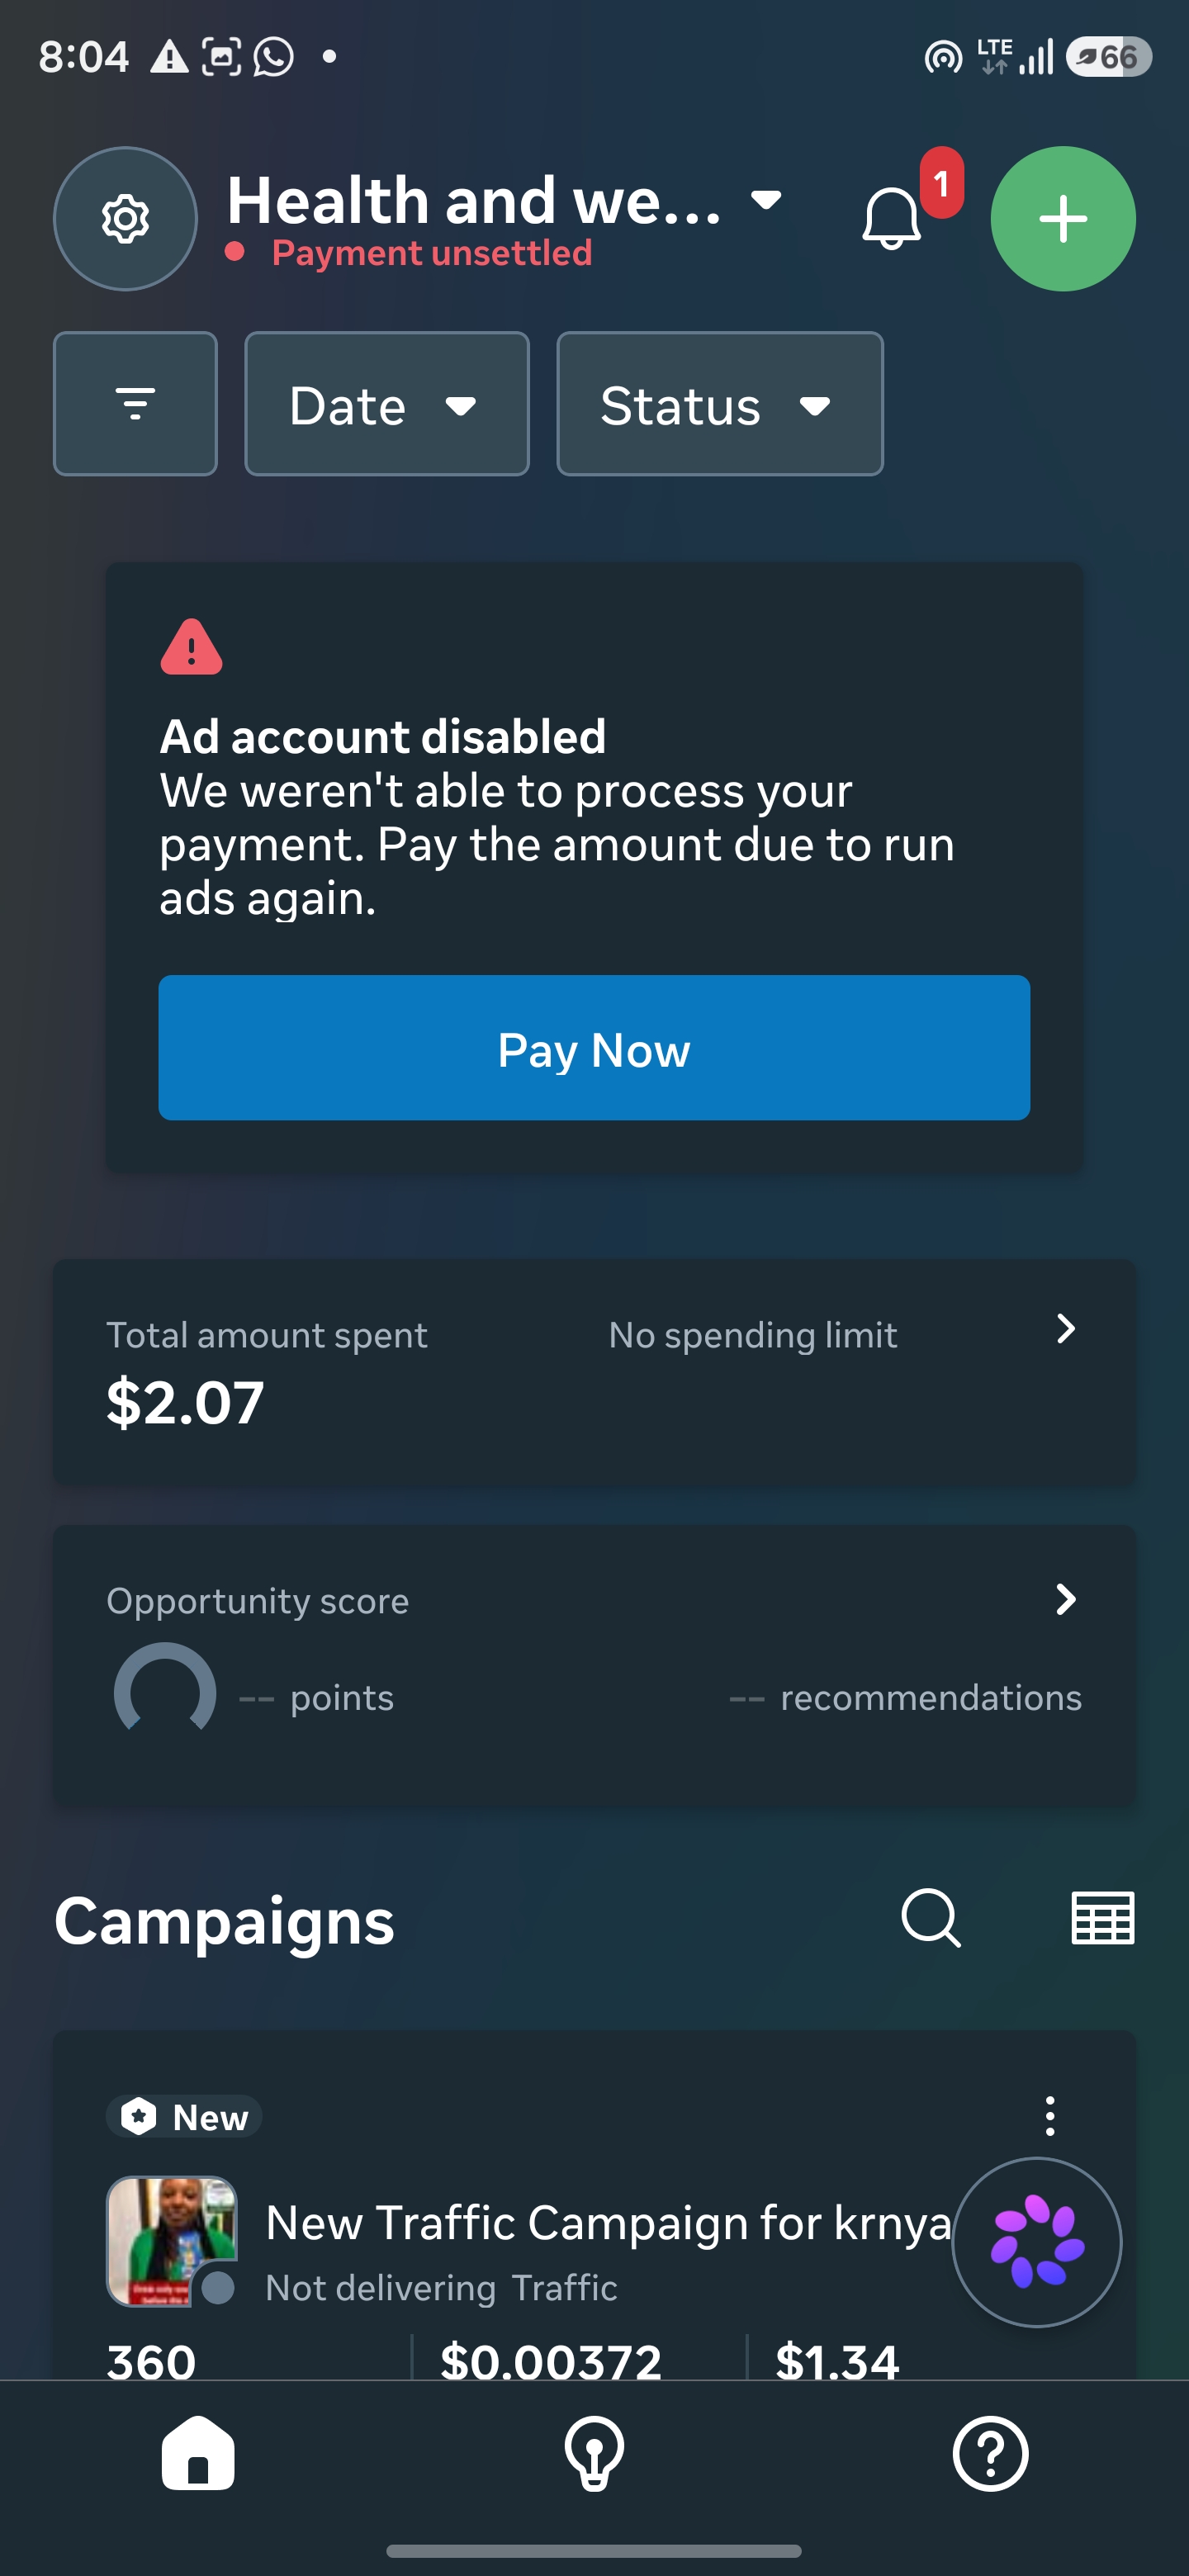 8:04
LTE
66
Health and we...
1
Payment unsettled
Date
Status
Ad account disabled
We weren't able to process your
payment. Pay the amount due to run
ads again.
Pay Now
Total amount spent
No spending limit
$2.07
Opportunity score
-- points
-- recommendations
Campaigns
New
New Traffic Campaign for krnya
Not delivering Traffic
360
$0.00372
$1.34